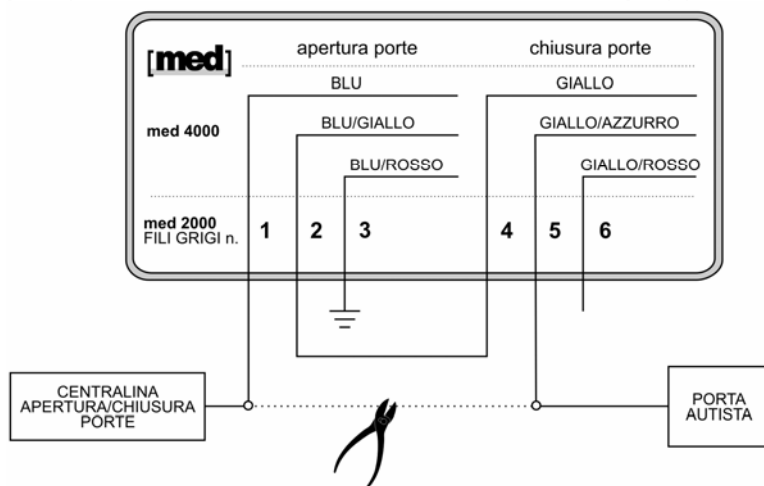 [med]
apertura porte
chiusura porte
BLU
GIALLO
med 4000
BLU/GIALLO
GIALLO/AZZURRO
BLU/ROSSO
GIALLO/ROSSO
med 2000
FILI GRIGI n.
1 2 3 4 5 6
CENTRALINA
APERTURA/CHIUSURA
PORTE
PORTA
AUTISTA